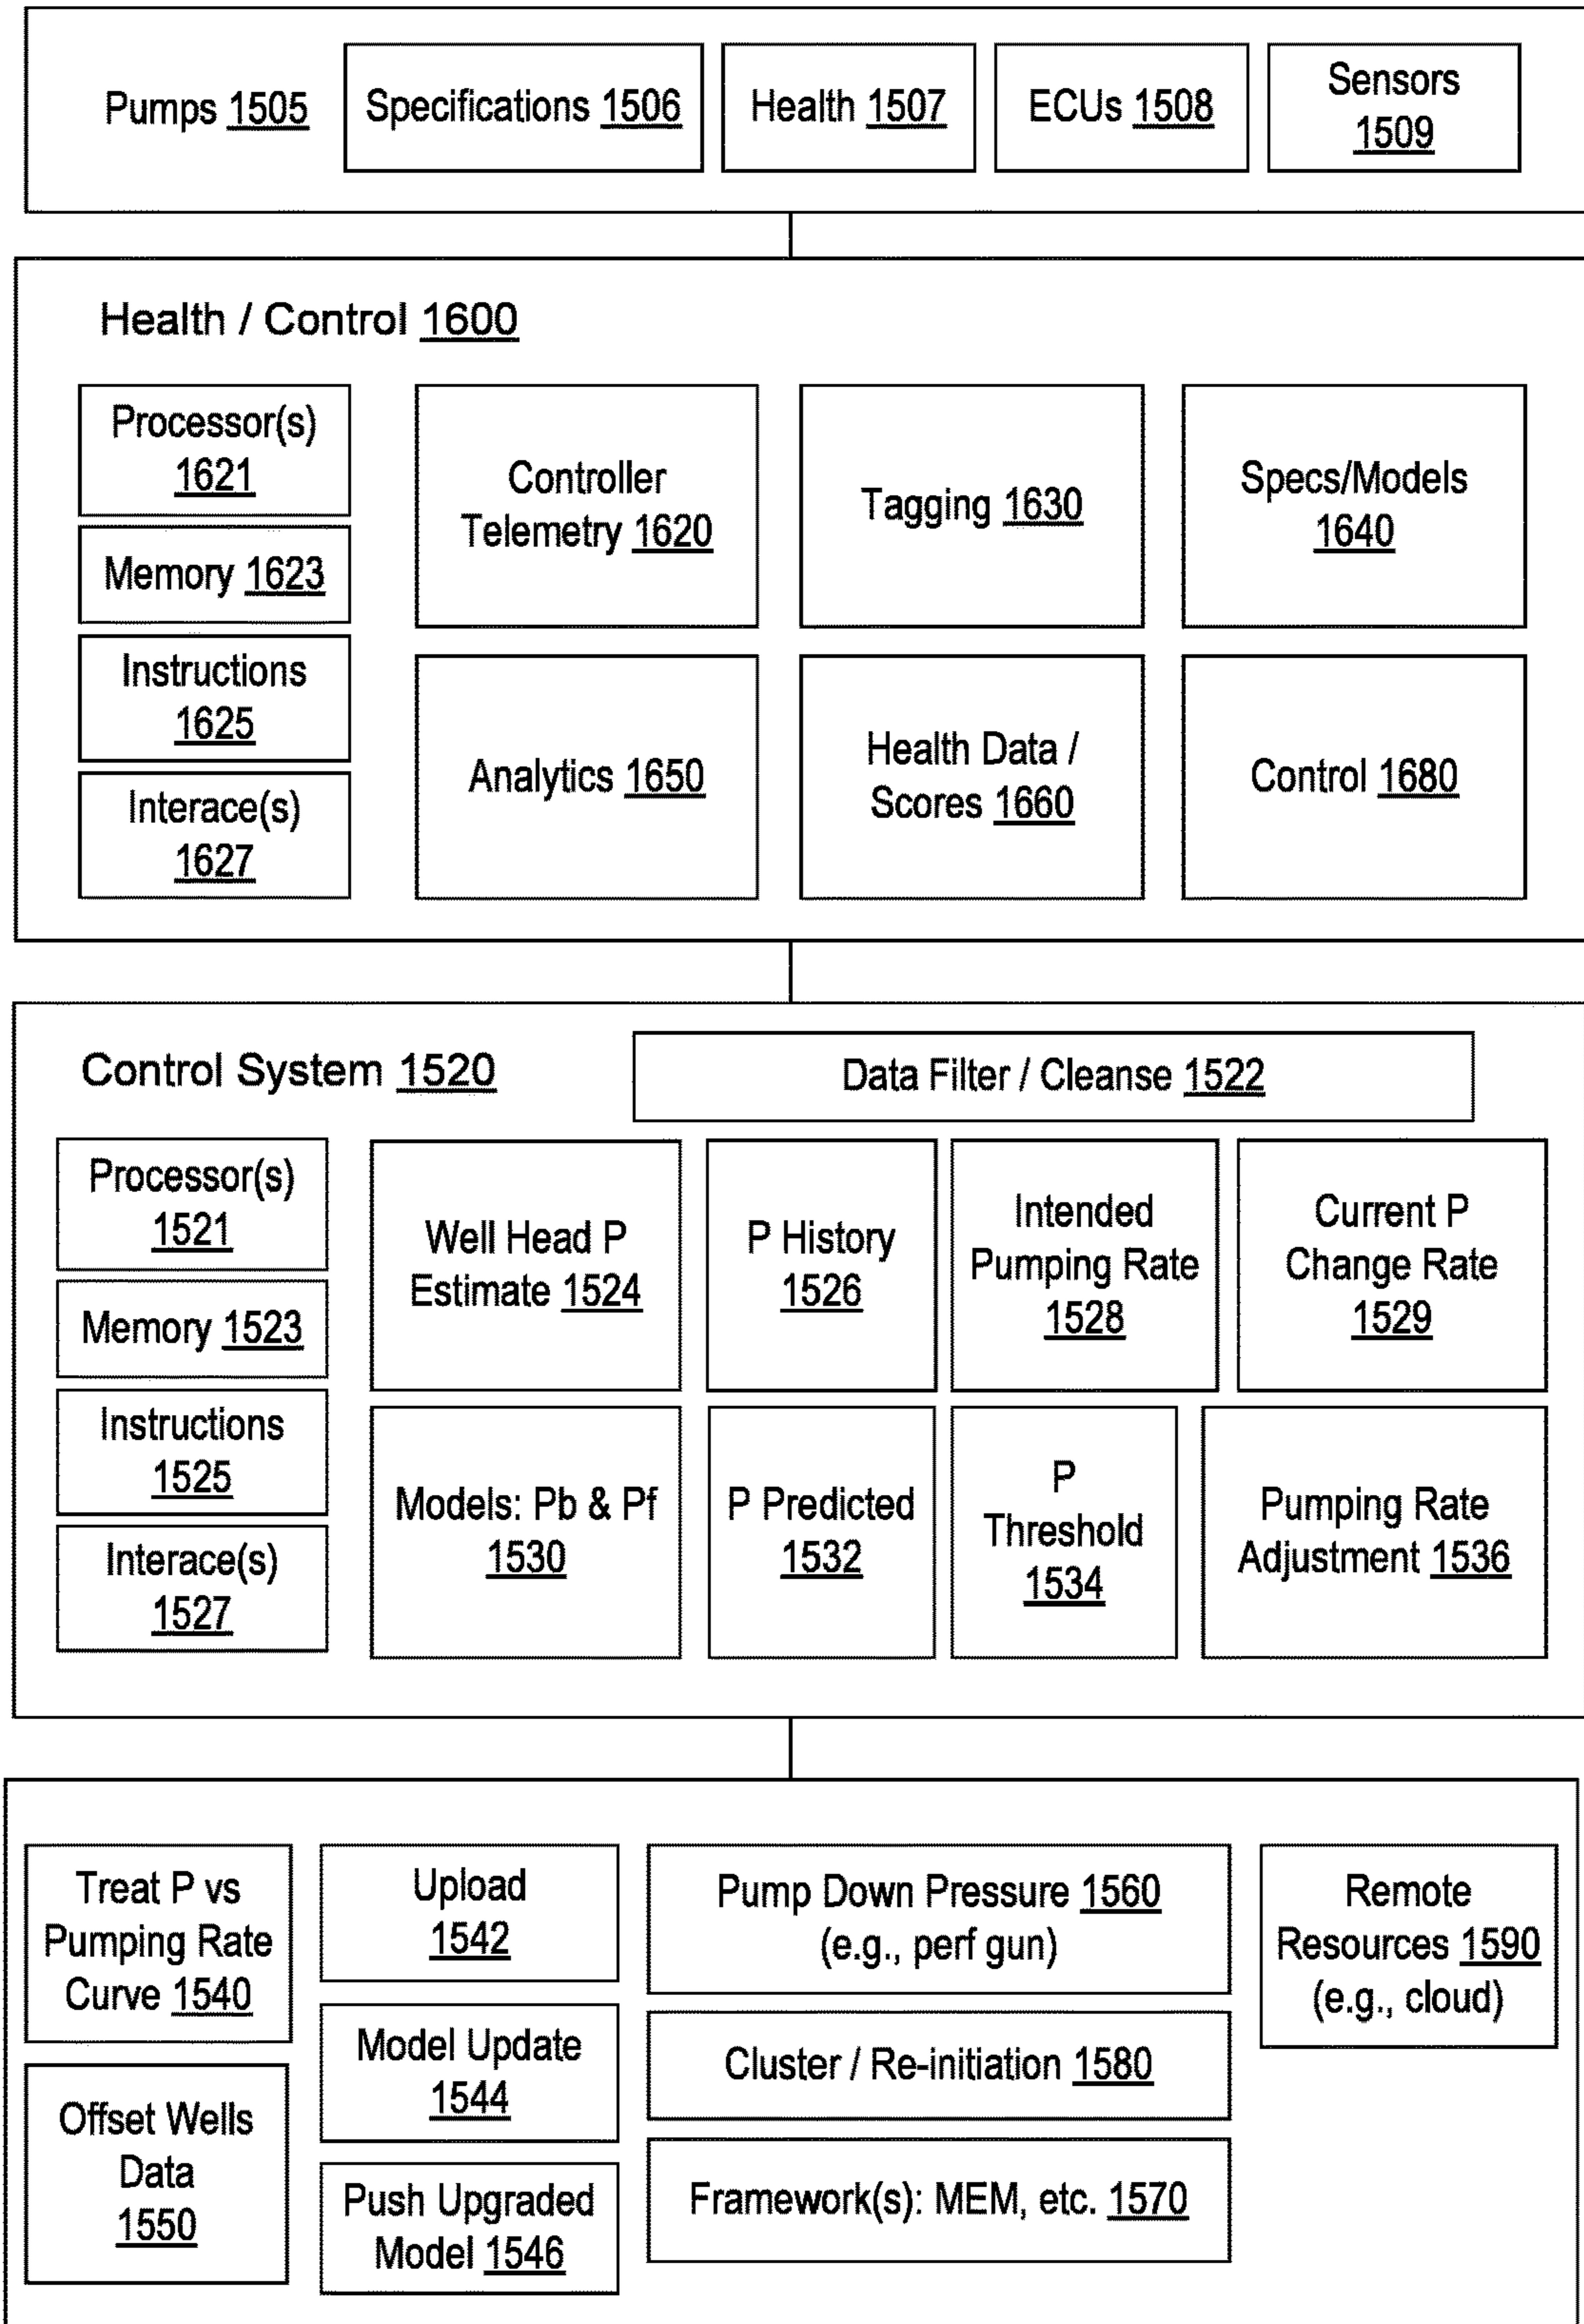 Pumps 1505
Specifications 1506
Health 1507
ECUs 1508
Sensors
1509
Health / Control 1600
Processor(s)
1621
Memory 1623
Instructions
1625
Interace(s)
1627
Controller
Telemetry 1620
Tagging 1630
Specs/Models
1640
Analytics 1650
Health Data /
Scores 1660
Control 1680
Control System 1520
Data Filter / Cleanse 1522
Processor(s)
1521
Memory 1523
Instructions
1525
Interace(s)
1527
Well Head P
Estimate 1524
P History
1526
Intended
Pumping Rate
1528
Current P
Change Rate
1529
Models: Pb & Pf
1530
P Predicted
1532
P
Threshold
1534
Pumping Rate
Adjustment 1536
Treat P vs
Pumping Rate
Curve 1540
Offset Wells
Data
1550
Upload
1542
Model Update
1544
Push Upgraded
Model 1546
Pump Down Pressure 1560
(e.g., perf gun)
Cluster / Re-initiation 1580
Framework(s): MEM, etc. 1570
Remote
Resources 1590
(e.g., cloud)